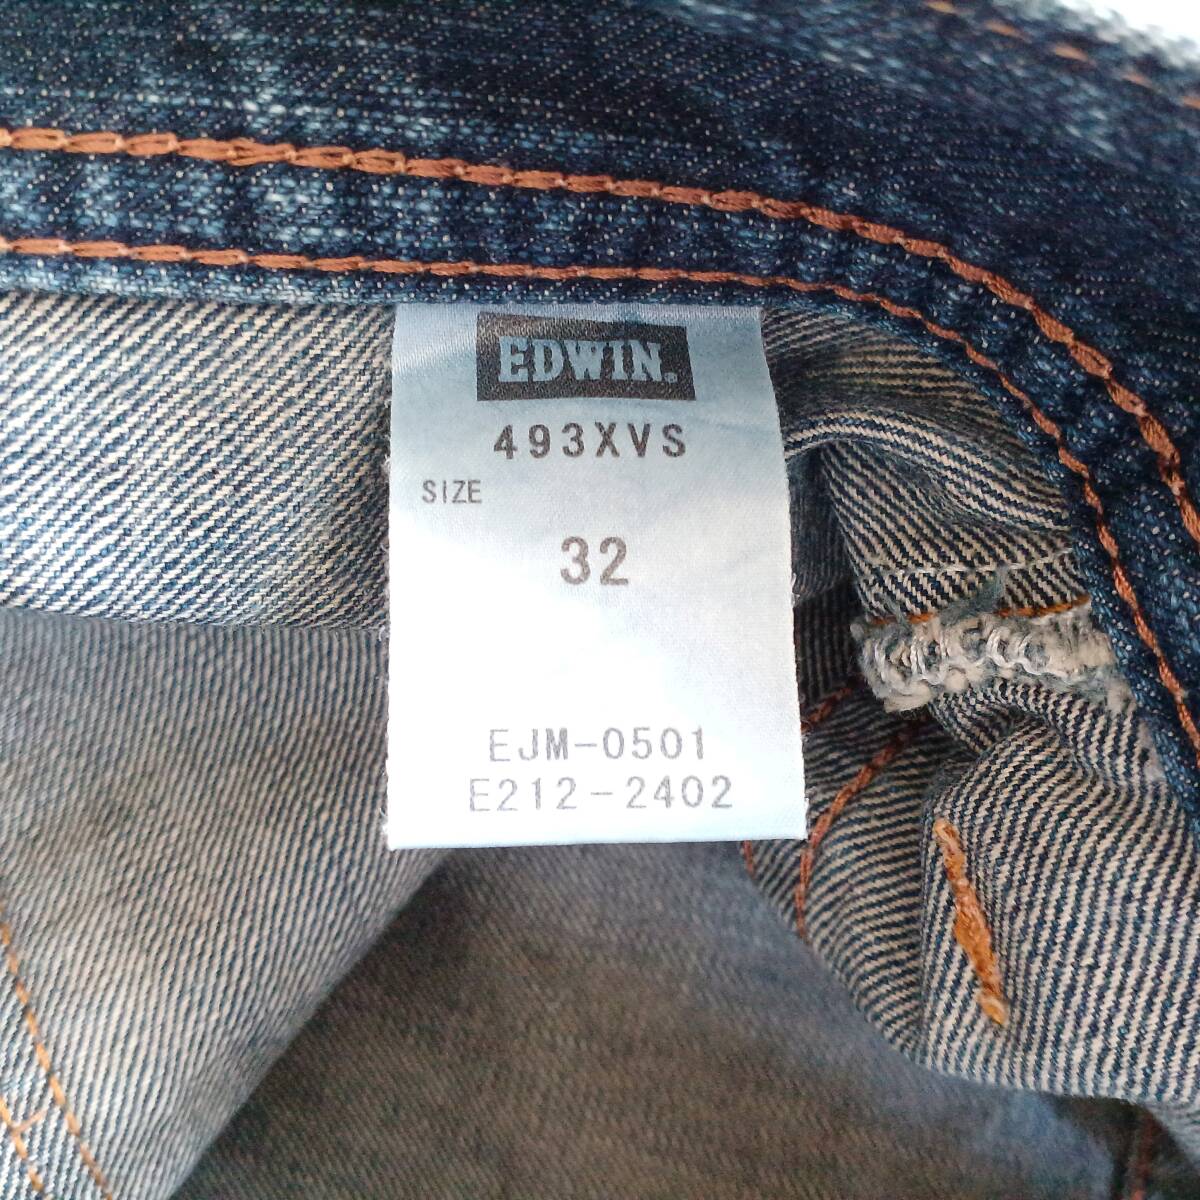 EDWIN.
493XVS
SIZE
32
EJM-0501
E212-2402